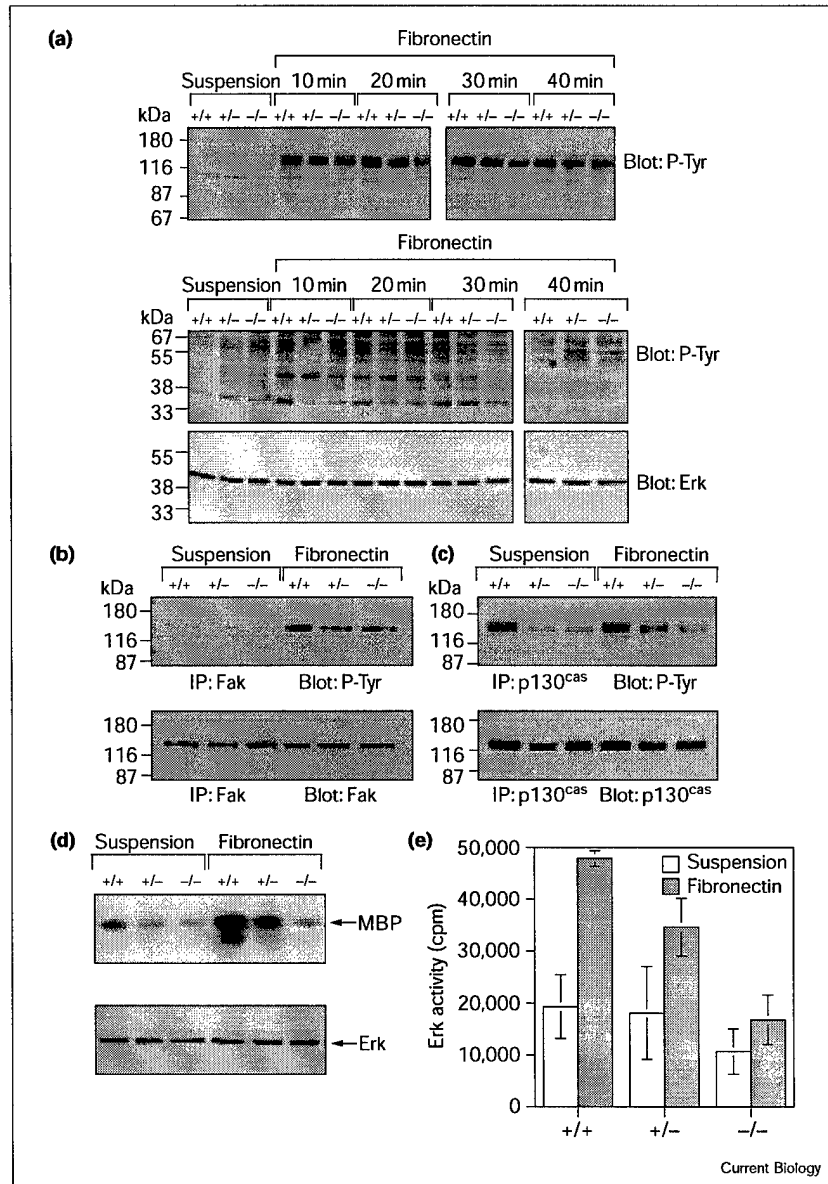 (a)
Fibronectin
Suspension 10 min 20 min 30 min 40 min
kDa +/+ +/– –/– +/+ +/– –/– +/+ +/– –/– +/+ +/– –/– +/+ +/– –/–
180
116
87
67
Blot: P-Tyr
Fibronectin
Suspension 10 min 20 min 30 min 40 min
kDa +/+ +/– –/– +/+ +/– –/– +/+ +/– –/– +/+ +/– –/– +/+ +/– –/–
67
55
38
33
Blot: P-Tyr
55
38
33
Blot: Erk
(b)
Suspension Fibronectin
kDa +/+ +/– –/– +/+ +/– –/–
180
116
87
IP: Fak Blot: P-Tyr
180
116
87
IP: Fak Blot: Fak
(c)
Suspension Fibronectin
kDa +/+ +/– –/– +/+ +/– –/–
180
116
87
IP: p130cas Blot: P-Tyr
180
116
87
IP: p130cas Blot: p130cas
(d)
Suspension Fibronectin
+/+ +/– –/– +/+ +/– –/–
MBP
Erk
(e)
Erk activity (cpm)
50,000
40,000
30,000
20,000
10,000
0
Suspension
Fibronectin
+/+ +/– –/–
Current Biology